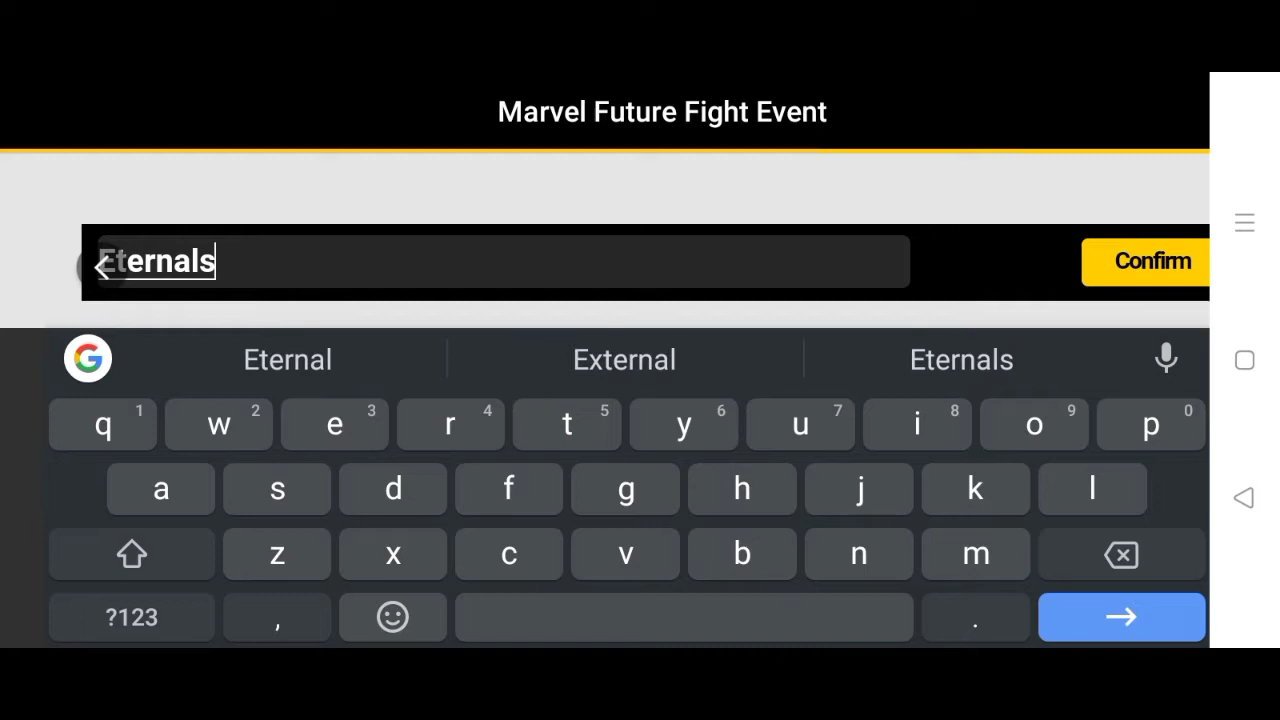 Marvel Future Fight Event
Eternals
Confirm
Eternal External Eternals
q 1 w 2 e 3 r 4 t 5 y 6 u 7 i 8 o 9 p 0
a s d f g h j k l
z x c v b n m
?123 , .